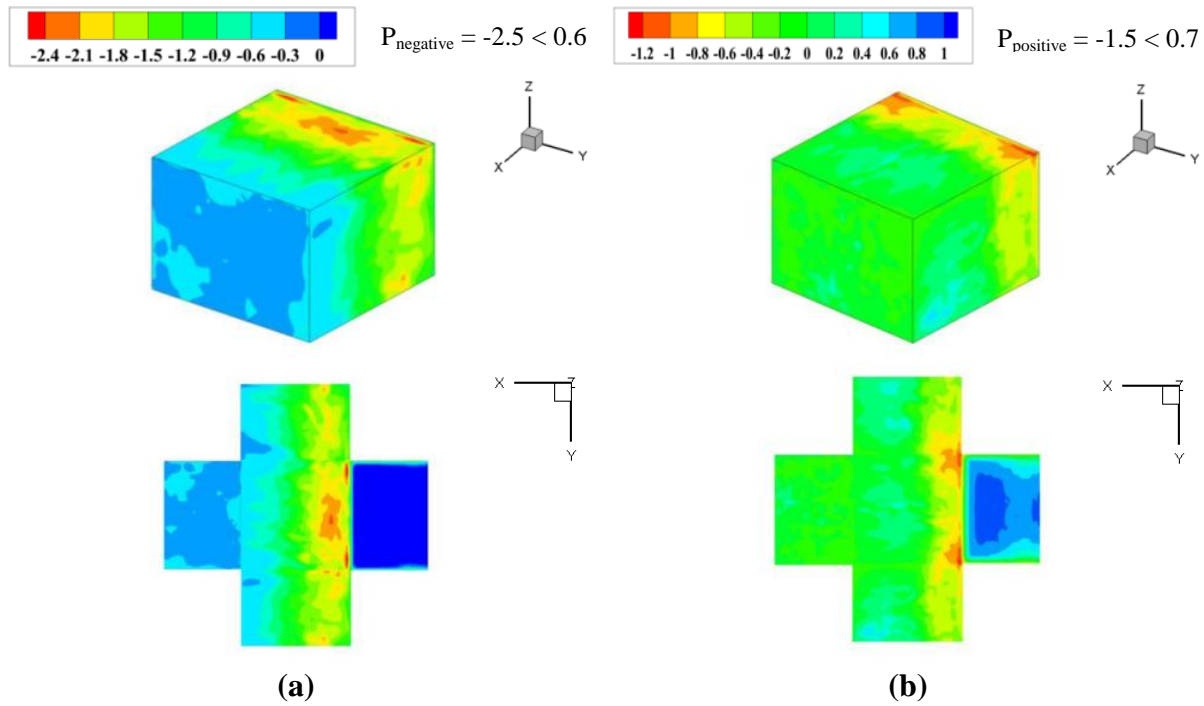 -2.4 -2.1 -1.8 -1.5 -1.2 -0.9 -0.6 -0.3 0
Pnegative = -2.5 < 0.6
-1.2 -1 -0.8 -0.6 -0.4 -0.2 0 0.2 0.4 0.6 0.8 1
Ppositive = -1.5 < 0.7
Z
X
Y
Z
X
Y
X
Z
Y
X
Z
Y
(a)
(b)